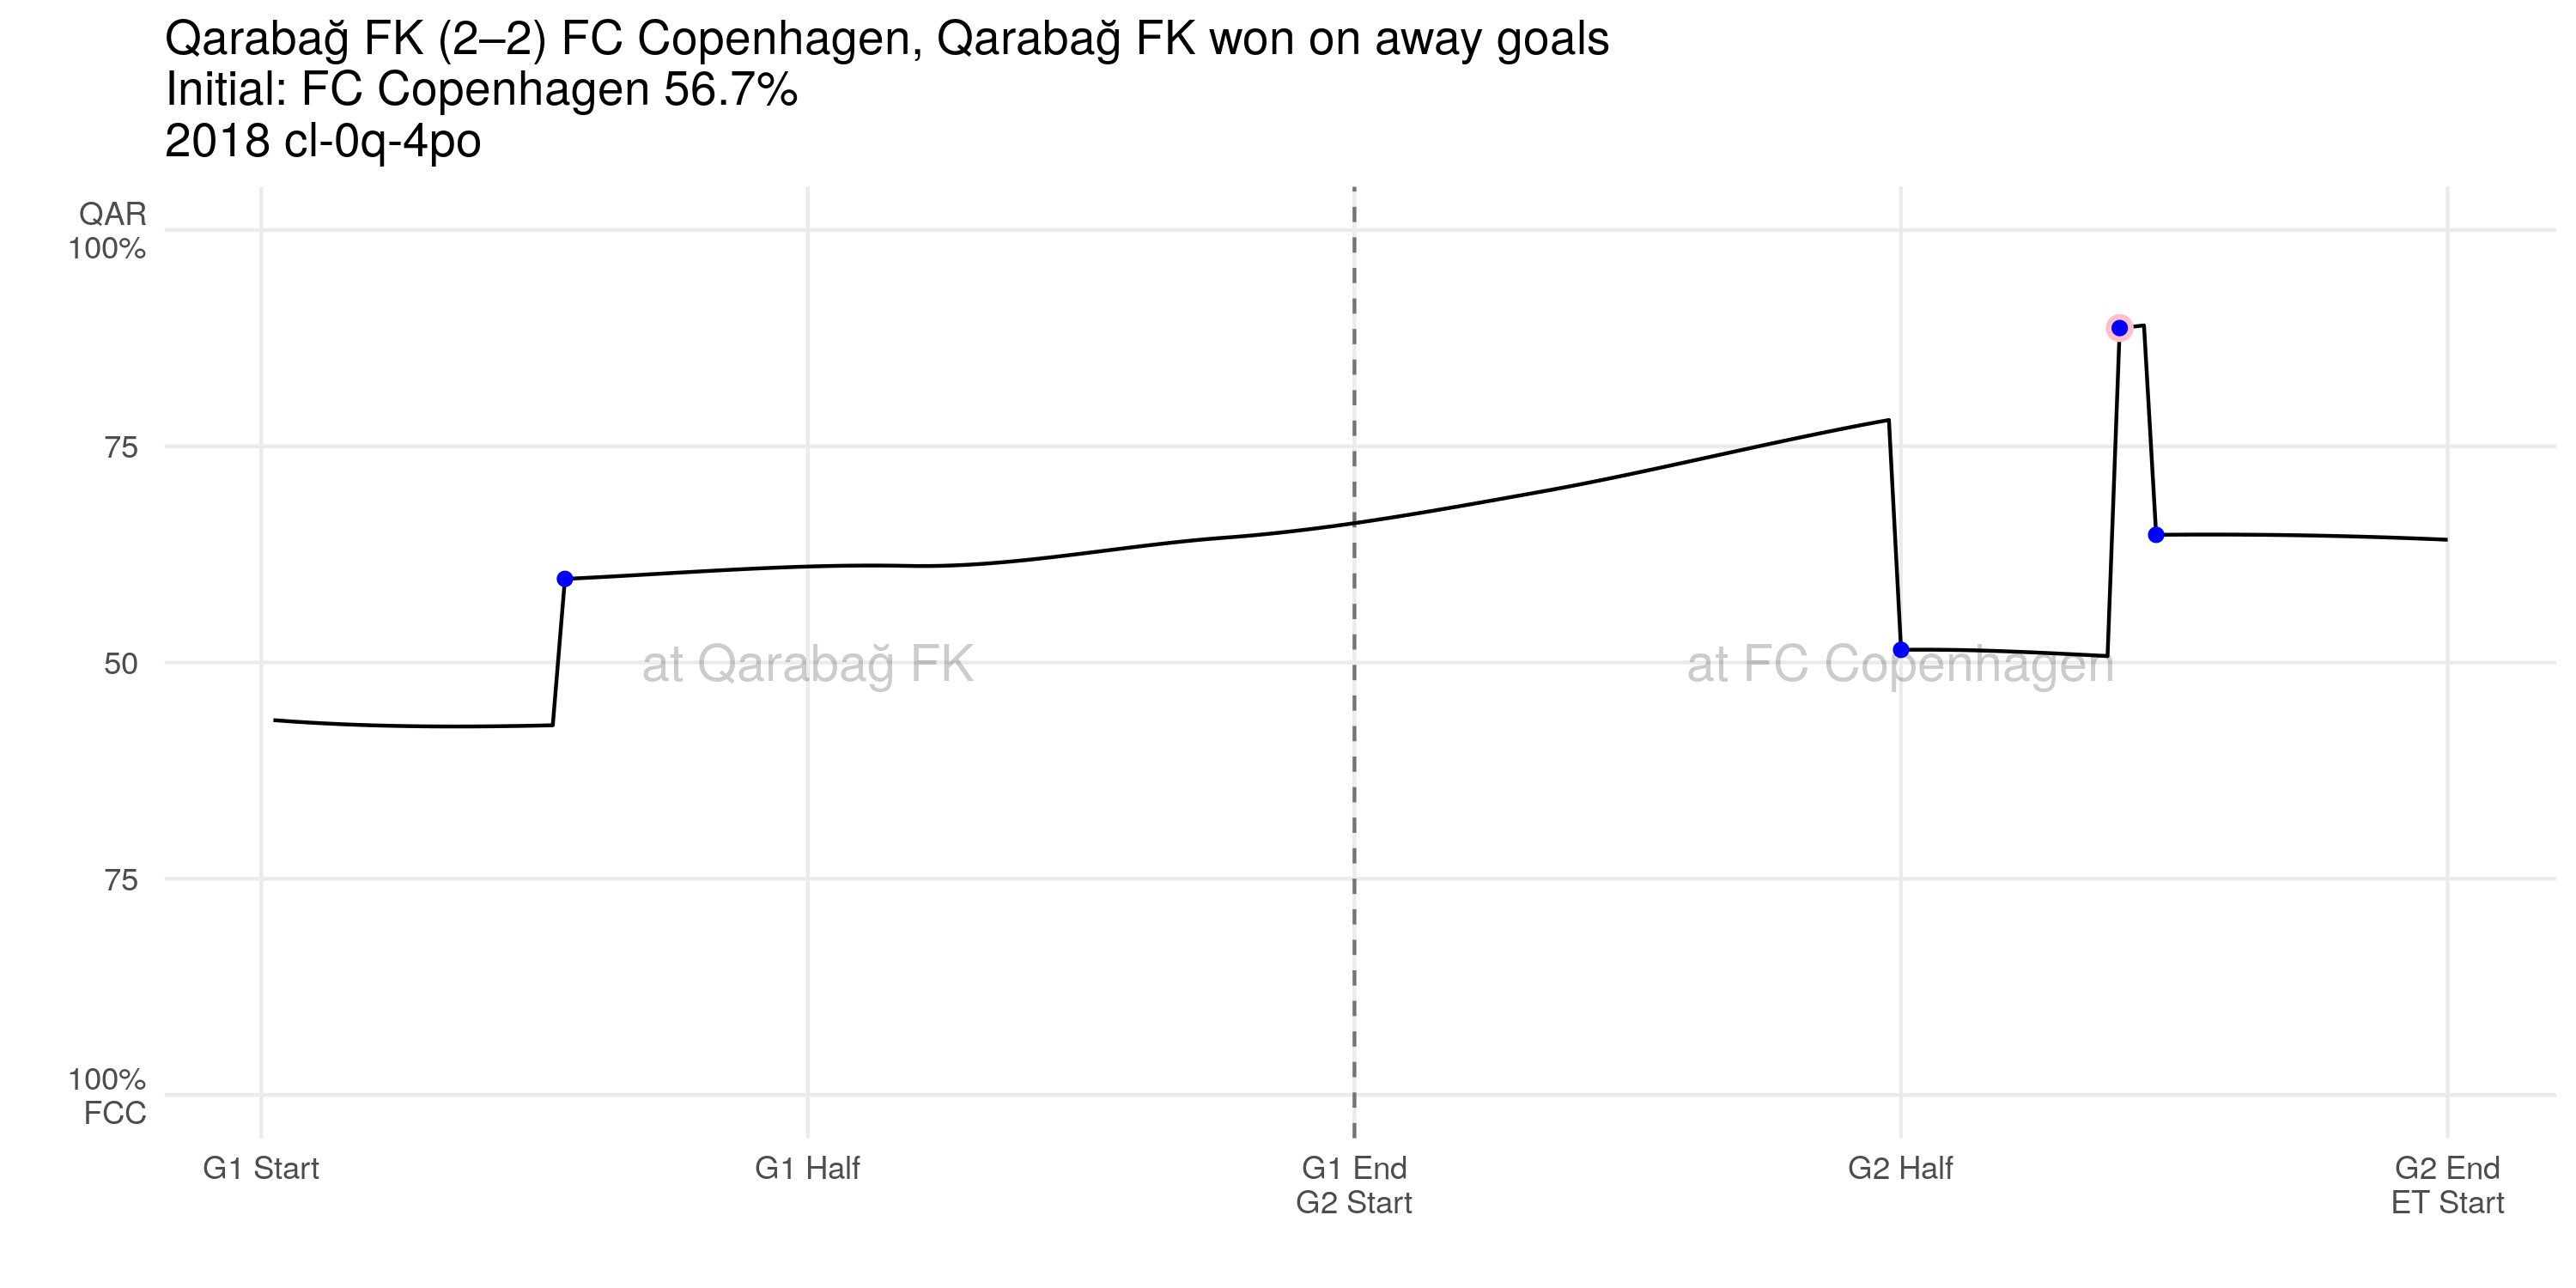 Qarabağ FK (2–2) FC Copenhagen, Qarabağ FK won on away goals
Initial: FC Copenhagen 56.7%
2018 cl-0q-4po
QAR
100%
75
50
75
100%
FCC
at Qarabağ FK
at FC Copenhagen
G1 Start
G1 Half
G1 End
G2 Start
G2 Half
G2 End
ET Start